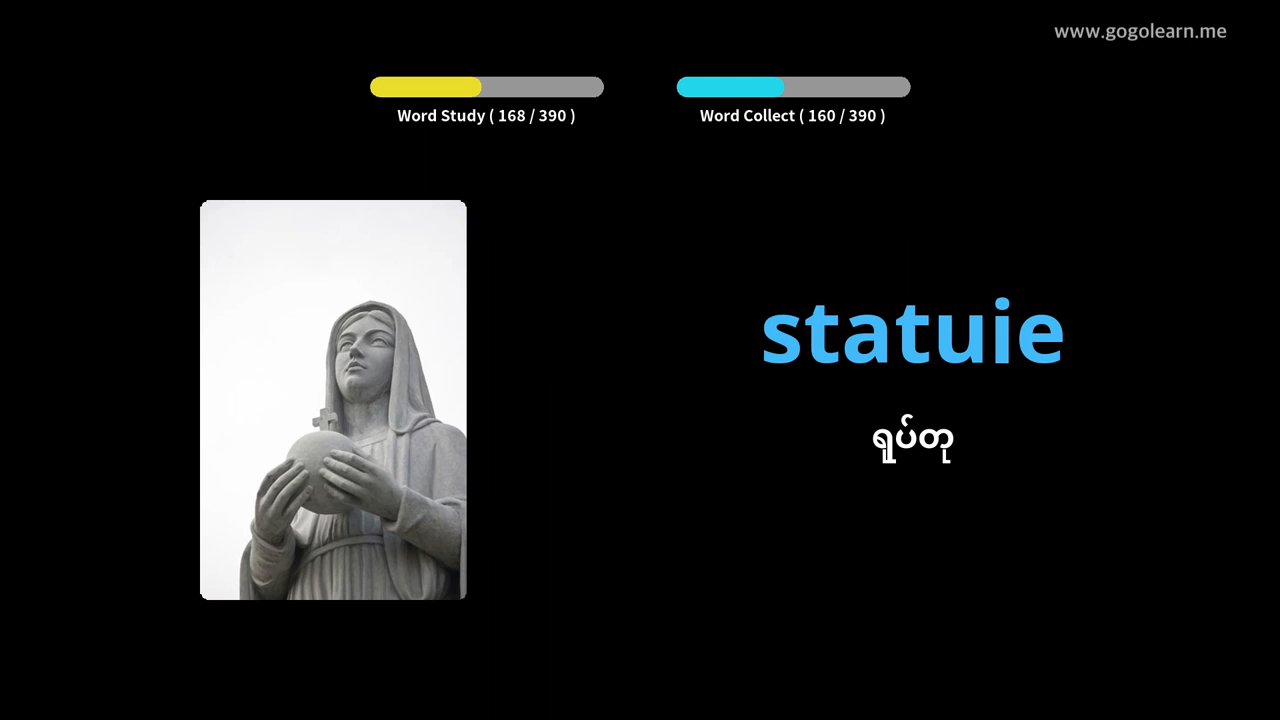 www.gogolearn.me
Word Study ( 168 / 390 )
Word Collect ( 160 / 390 )
statuie
ရုပ်တု